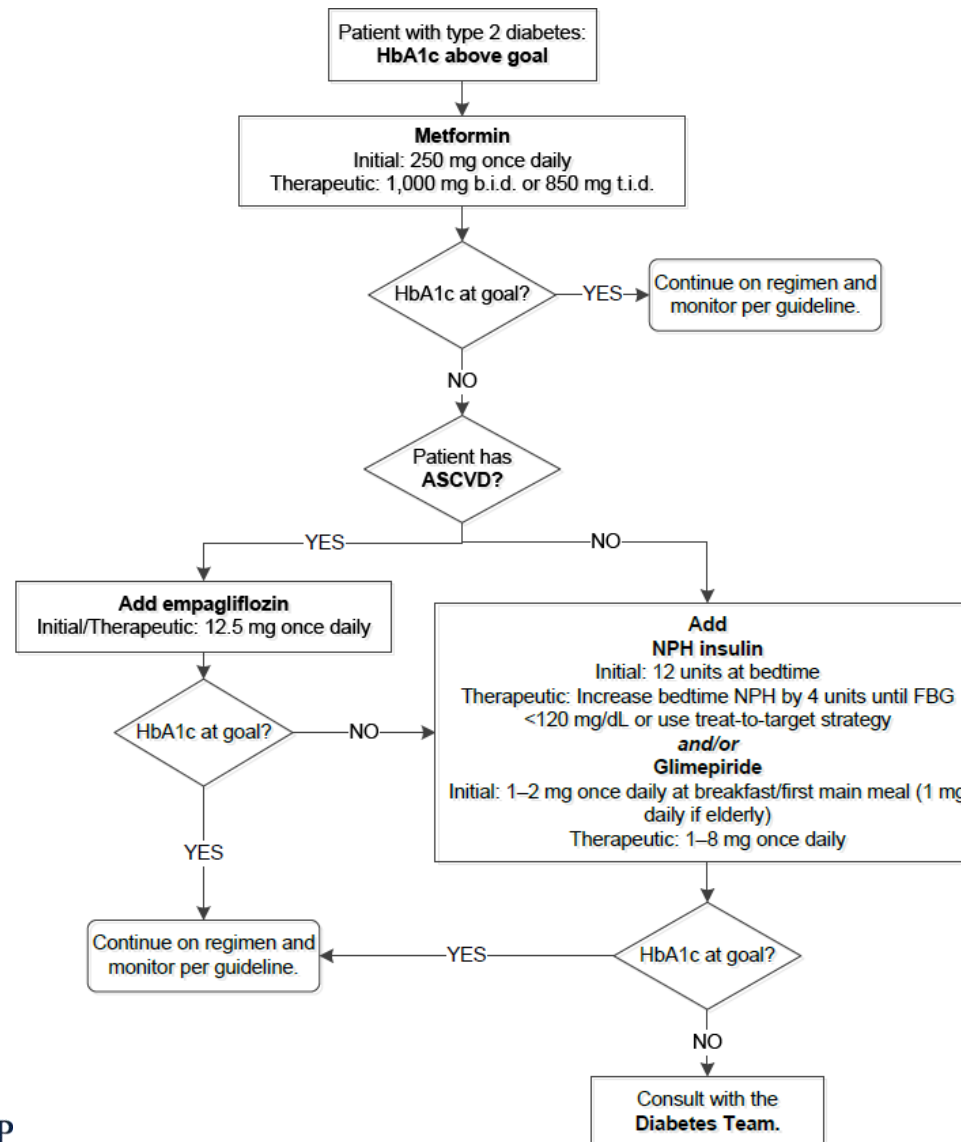 Patient with type 2 diabetes:
HbA1c above goal
Metformin
Initial: 250 mg once daily
Therapeutic: 1,000 mg b.i.d. or 850 mg t.i.d.
HbA1c at goal?
YES
Continue on regimen and
monitor per guideline.
NO
Patient has
ASCVD?
YES
NO
Add empagliflozin
Initial/Therapeutic: 12.5 mg once daily
Add
NPH insulin
Initial: 12 units at bedtime
Therapeutic: Increase bedtime NPH by 4 units until FBG
<120 mg/dL or use treat-to-target strategy
and/or
Glimepiride
Initial: 1–2 mg once daily at breakfast/first main meal (1 mg
daily if elderly)
Therapeutic: 1–8 mg once daily
HbA1c at goal?
NO
YES
Continue on regimen and
monitor per guideline.
YES
HbA1c at goal?
NO
Consult with the
Diabetes Team.
P